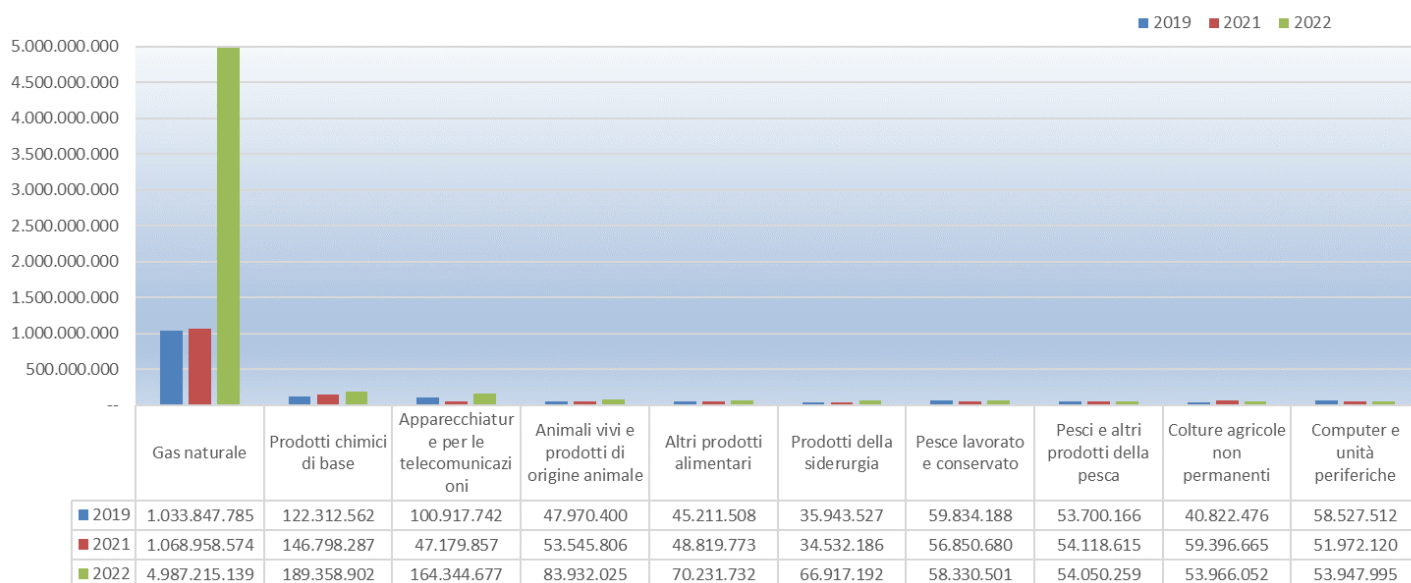 2019 2021 2022
5.000.000.000
4.500.000.000
4.000.000.000
3.500.000.000
3.000.000.000
2.500.000.000
2.000.000.000
1.500.000.000
1.000.000.000
500.000.000
--
Gas naturale
Prodotti chimici
di base
Apparecchiatur
e per le
telecomunicazi
oni
Animali vivi e
prodotti di
origine animale
Altri prodotti
alimentari
Prodotti della
siderurgia
Pesce lavorato
e conservato
Pesci e altri
prodotti della
pesca
Colture agricole
non
permanenti
Computer e
unità
periferiche
2019 1.033.847.785 122.312.562 100.917.742 47.970.400 45.211.508 35.943.527 59.834.188 53.700.166 40.822.476 58.527.512
2021 1.068.958.574 146.798.287 47.179.857 53.545.806 48.819.773 34.532.186 56.850.680 54.118.615 59.396.665 51.972.120
2022 4.987.215.139 189.358.902 164.344.677 83.932.025 70.231.732 66.917.192 58.330.501 54.050.259 53.966.052 53.947.995